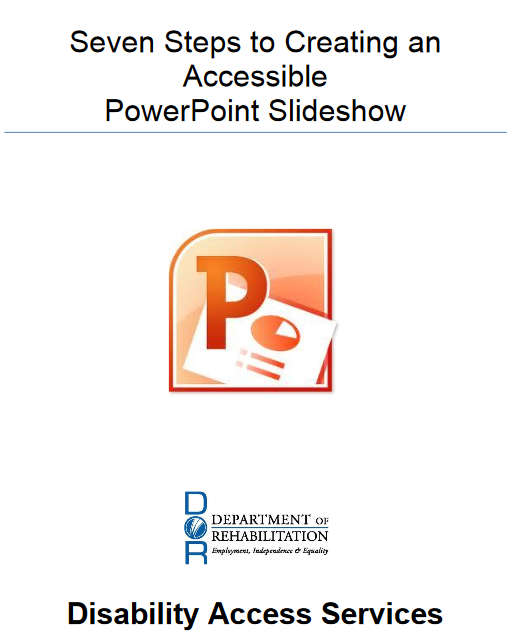 Seven Steps to Creating an
Accessible
PowerPoint Slideshow
P
D
O
R
DEPARTMENT OF
REHABILITATION
Employment, Independence & Equality
Disability Access Services